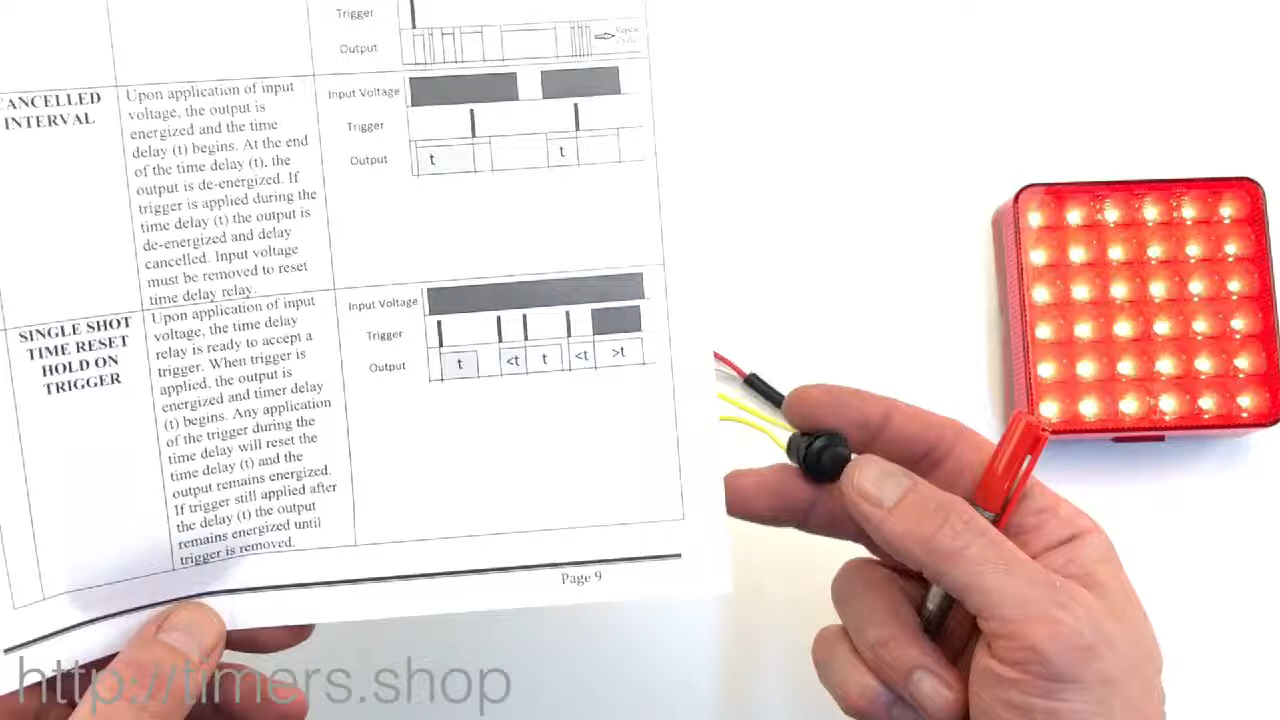 Trigger
Output
Repeat
Cycle
ANCELLED
INTERVAL
Upon application of input
voltage, the output is
energized and the time
delay (t) begins. At the end
of the time delay (t), the
output is de-energized. If
trigger is applied during the
time delay (t) the output is
de-energized and delay
cancelled. Input voltage
must be removed to reset
time delay relay.
Input Voltage
Trigger
Output
t
t
SINGLE SHOT
TIME RESET
HOLD ON
TRIGGER
Upon application of input
voltage, the time delay
relay is ready to accept a
trigger. When trigger is
applied, the output is
energized and timer delay
(t) begins. Any application
of the trigger during the
time delay will reset the
time delay (t) and the
output remains energized.
If trigger still applied after
the delay (t) the output
remains energized until
trigger is removed.
Input Voltage
Trigger
Output
t
<t
t
<t
>t
Page 9
http://timers.shop